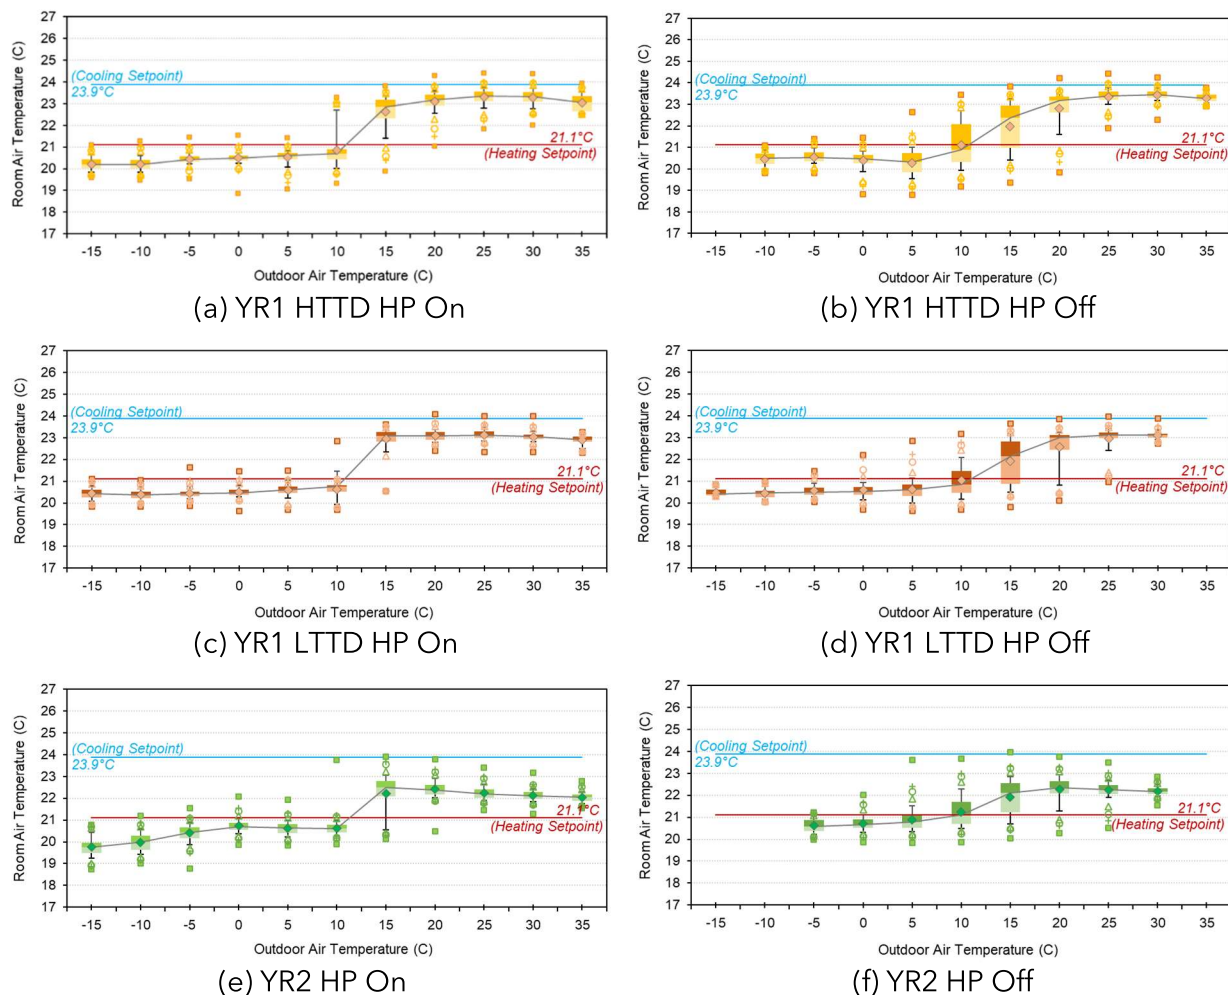 27
26
25
24
23
22
21
20
19
18
17
Room Air Temperature (C)
(Cooling Setpoint)
23.9°C
21.1°C
(Heating Setpoint)
-15 -10 -5 0 5 10 15 20 25 30 35
Outdoor Air Temperature (C)
(a) YR1 HTTD HP On
27
26
25
24
23
22
21
20
19
18
17
Room Air Temperature (C)
(Cooling Setpoint)
23.9°C
21.1°C
(Heating Setpoint)
-15 -10 -5 0 5 10 15 20 25 30 35
Outdoor Air Temperature (C)
(b) YR1 HTTD HP Off
27
26
25
24
23
22
21
20
19
18
17
Room Air Temperature (C)
(Cooling Setpoint)
23.9°C
21.1°C
(Heating Setpoint)
-15 -10 -5 0 5 10 15 20 25 30 35
Outdoor Air Temperature (C)
(c) YR1 LTTD HP On
27
26
25
24
23
22
21
20
19
18
17
Room Air Temperature (C)
(Cooling Setpoint)
23.9°C
21.1°C
(Heating Setpoint)
-15 -10 -5 0 5 10 15 20 25 30 35
Outdoor Air Temperature (C)
(d) YR1 LTTD HP Off
27
26
25
24
23
22
21
20
19
18
17
Room Air Temperature (C)
(Cooling Setpoint)
23.9°C
21.1°C
(Heating Setpoint)
-15 -10 -5 0 5 10 15 20 25 30 35
Outdoor Air Temperature (C)
(e) YR2 HP On
27
26
25
24
23
22
21
20
19
18
17
Room Air Temperature (C)
(Cooling Setpoint)
23.9°C
21.1°C
(Heating Setpoint)
-15 -10 -5 0 5 10 15 20 25 30 35
Outdoor Air Temperature (C)
(f) YR2 HP Off